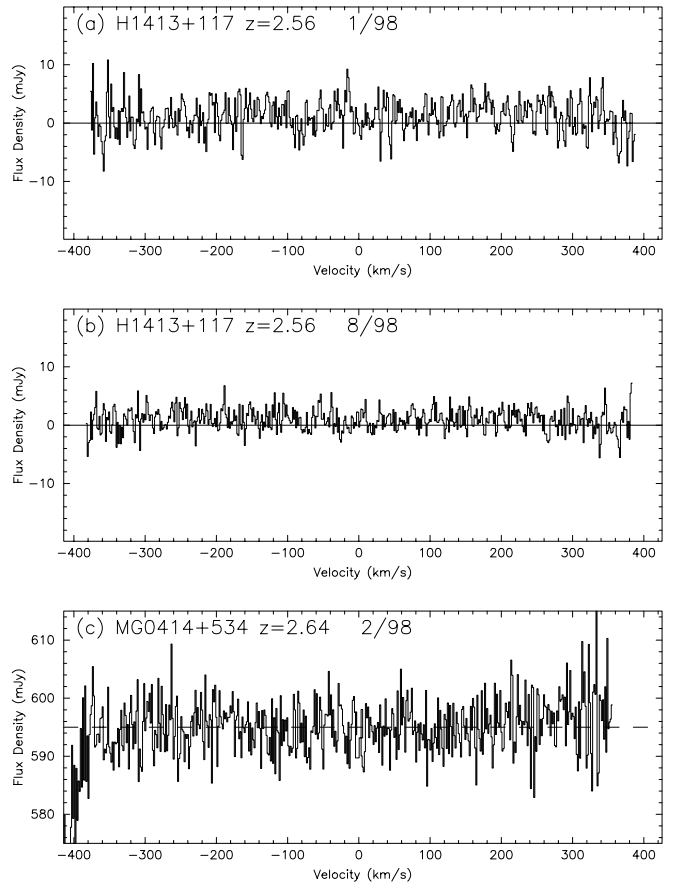 (a) H1413+117 z=2.56 1/98
10
0
−10
Flux Density (mJy)
−400 −300 −200 −100 0 100 200 300 400
Velocity (km/s)
(b) H1413+117 z=2.56 8/98
10
0
−10
Flux Density (mJy)
−400 −300 −200 −100 0 100 200 300 400
Velocity (km/s)
(c) MG0414+534 z=2.64 2/98
610
600
590
580
Flux Density (mJy)
−400 −300 −200 −100 0 100 200 300 400
Velocity (km/s)